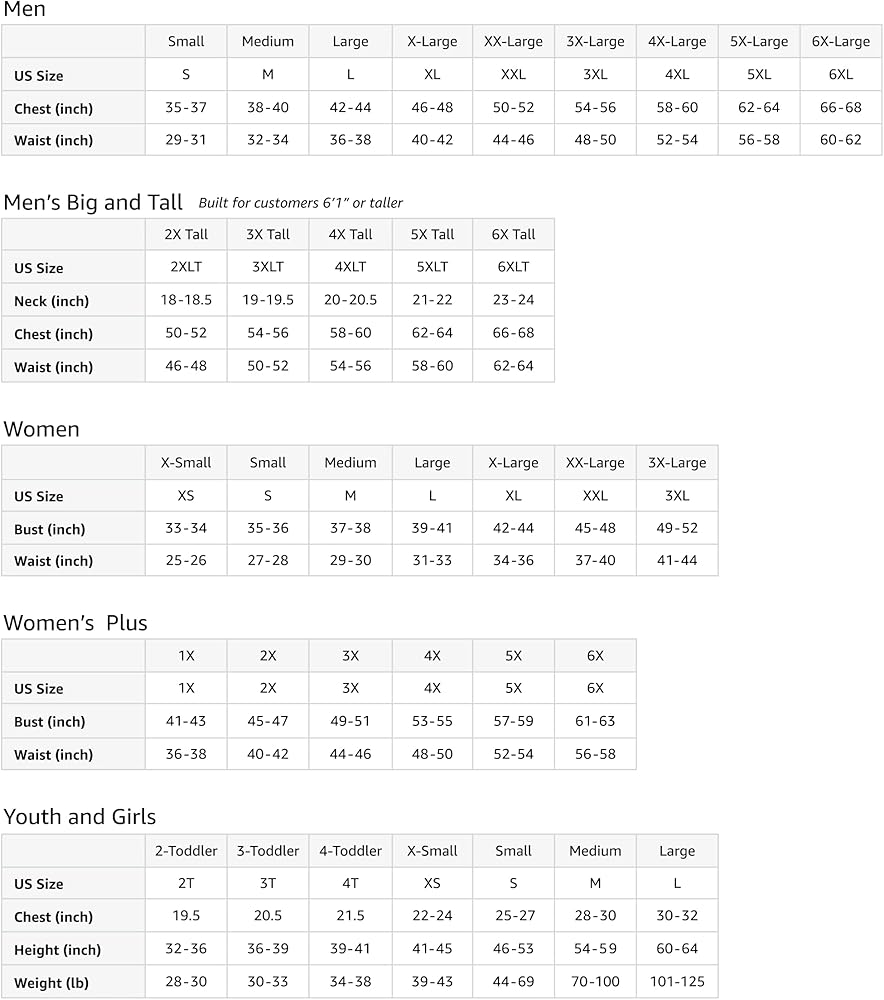 Men
Small Medium Large X-Large XX-Large 3X-Large 4X-Large 5X-Large 6X-Large
US Size S M L XL XXL 3XL 4XL 5XL 6XL
Chest (inch) 35-37 38-40 42-44 46-48 50-52 54-56 58-60 62-64 66-68
Waist (inch) 29-31 32-34 36-38 40-42 44-46 48-50 52-54 56-58 60-62
Men’s Big and Tall Built for customers 6’1” or taller
2X Tall 3X Tall 4X Tall 5X Tall 6X Tall
US Size 2XLT 3XLT 4XLT 5XLT 6XLT
Neck (inch) 18-18.5 19-19.5 20-20.5 21-22 23-24
Chest (inch) 50-52 54-56 58-60 62-64 66-68
Waist (inch) 46-48 50-52 54-56 58-60 62-64
Women
X-Small Small Medium Large X-Large XX-Large 3X-Large
US Size XS S M L XL XXL 3XL
Bust (inch) 33-34 35-36 37-38 39-41 42-44 45-48 49-52
Waist (inch) 25-26 27-28 29-30 31-33 34-36 37-40 41-44
Women’s Plus
1X 2X 3X 4X 5X 6X
US Size 1X 2X 3X 4X 5X 6X
Bust (inch) 41-43 45-47 49-51 53-55 57-59 61-63
Waist (inch) 36-38 40-42 44-46 48-50 52-54 56-58
Youth and Girls
2-Toddler 3-Toddler 4-Toddler X-Small Small Medium Large
US Size 2T 3T 4T XS S M L
Chest (inch) 19.5 20.5 21.5 22-24 25-27 28-30 30-32
Height (inch) 32-36 36-39 39-41 41-45 46-53 54-59 60-64
Weight (lb) 28-30 30-33 34-38 39-43 44-69 70-100 101-125